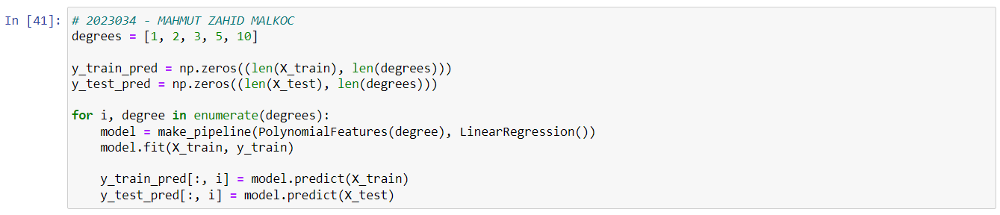 In [41]: # 2023034 - MAHMUT ZAHID MALKOC
degrees = [1, 2, 3, 5, 10]
y_train_pred = np.zeros((len(X_train), len(degrees)))
y_test_pred = np.zeros((len(X_test), len(degrees)))
for i, degree in enumerate(degrees):
    model = make_pipeline(PolynomialFeatures(degree), LinearRegression())
    model.fit(X_train, y_train)
    y_train_pred[:, i] = model.predict(X_train)
    y_test_pred[:, i] = model.predict(X_test)